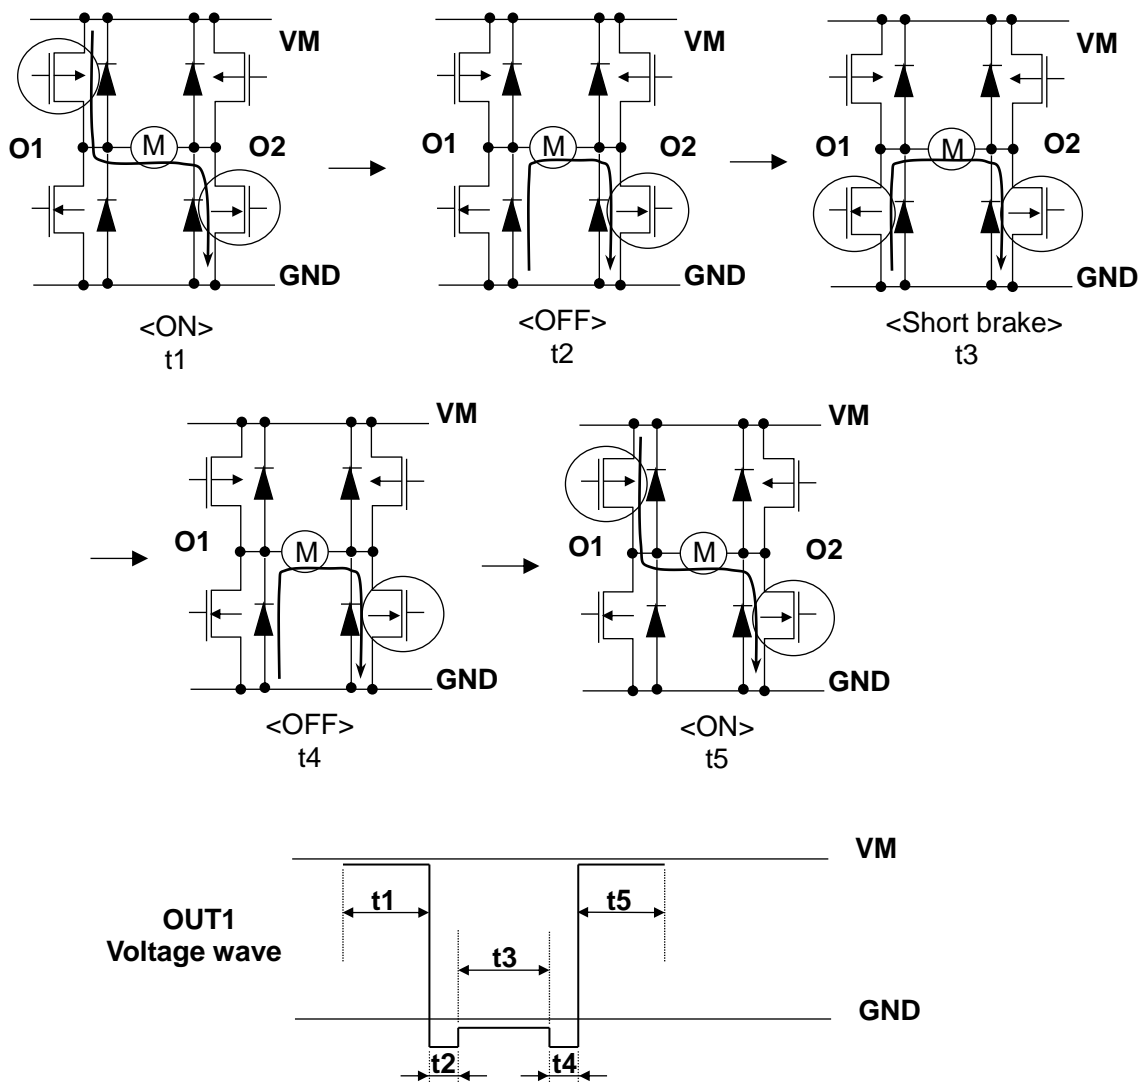 VM
O1 M O2
GND
<ON>
t1
VM
O1 M O2
GND
<OFF>
t2
VM
O1 M O2
GND
<Short brake>
t3
VM
O1 M
GND
<OFF>
t4
VM
O1 M O2
GND
<ON>
t5
OUT1
Voltage wave
VM
t1 t5
t3
GND
t2 t4